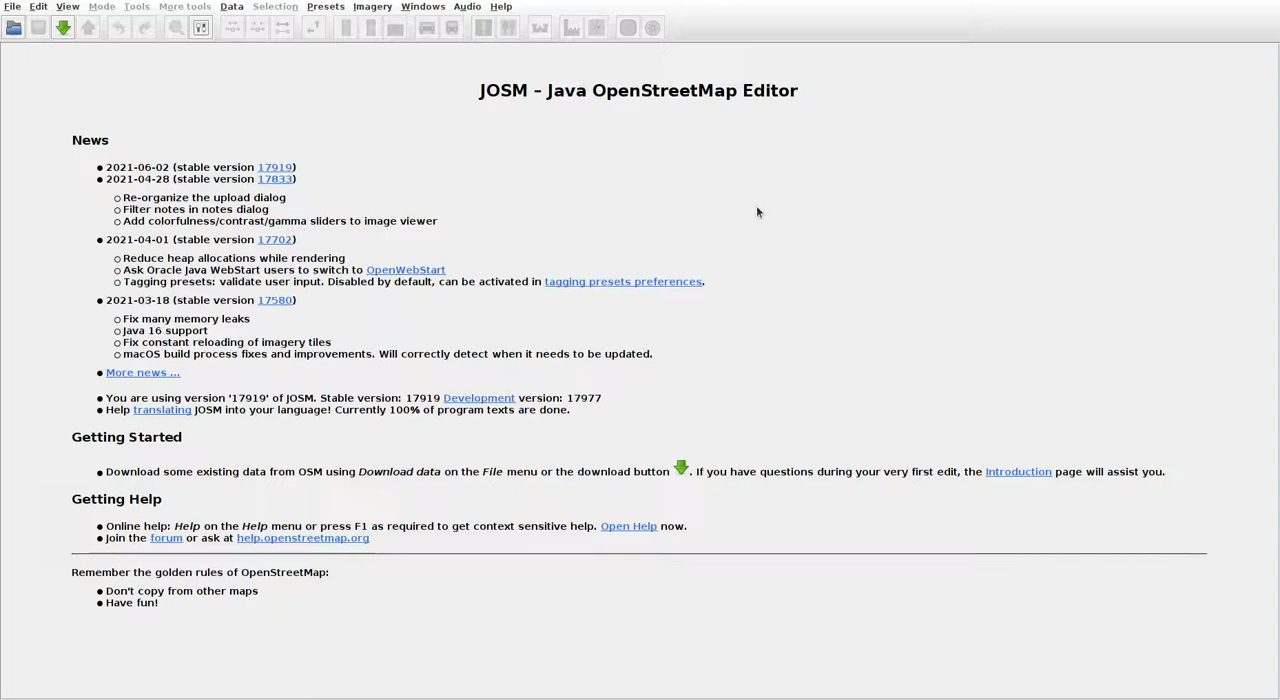 File Edit View Mode Tools More tools Data Selection Presets Imagery Windows Audio Help
JOSM – Java OpenStreetMap Editor
News
2021-06-02 (stable version 17919)
2021-04-28 (stable version 17833)
Re-organize the upload dialog
Filter notes in notes dialog
Add colorfulness/contrast/gamma sliders to image viewer
2021-04-01 (stable version 17702)
Reduce heap allocations while rendering
Ask Oracle Java WebStart users to switch to OpenWebStart
Tagging presets: validate user input. Disabled by default, can be activated in tagging presets preferences.
2021-03-18 (stable version 17580)
Fix many memory leaks
Java 16 support
Fix constant reloading of imagery tiles
macOS build process fixes and improvements. Will correctly detect when it needs to be updated.
More news ...
You are using version '17919' of JOSM. Stable version: 17919 Development version: 17977
Help translating JOSM into your language! Currently 100% of program texts are done.
Getting Started
Download some existing data from OSM using Download data on the File menu or the download button . If you have questions during your very first edit, the Introduction page will assist you.
Getting Help
Online help: Help on the Help menu or press F1 as required to get context sensitive help. Open Help now.
Join the forum or ask at help.openstreetmap.org
Remember the golden rules of OpenStreetMap:
Don't copy from other maps
Have fun!